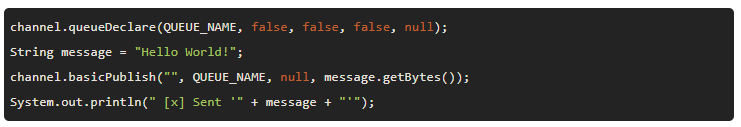 channel.queueDeclare(QUEUE_NAME, false, false, false, null);
String message = "Hello World!";
channel.basicPublish("", QUEUE_NAME, null, message.getBytes());
System.out.println(" [x] Sent '" + message + "'");